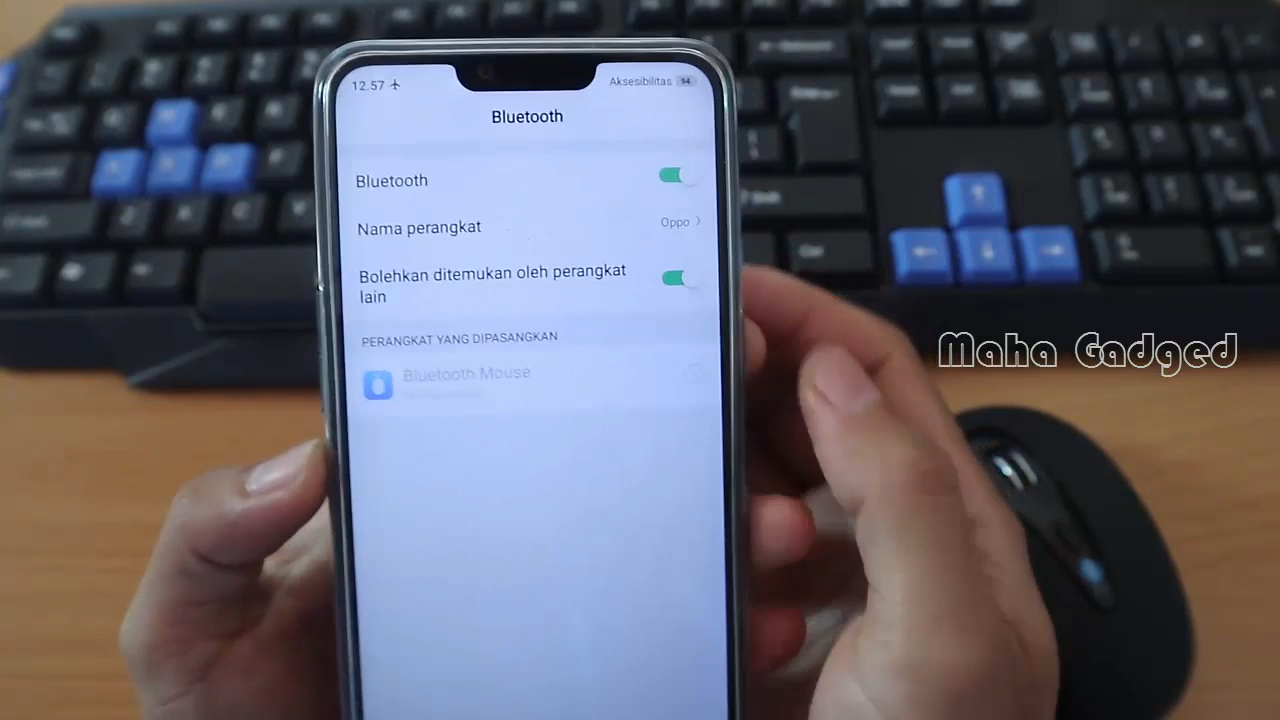 12.57
Aksesibilitas 94
Bluetooth
Bluetooth
Nama perangkat
Oppo
Bolehkan ditemukan oleh perangkat
lain
PERANGKAT YANG DIPASANGKAN
Bluetooth Mouse
Maha Gadged